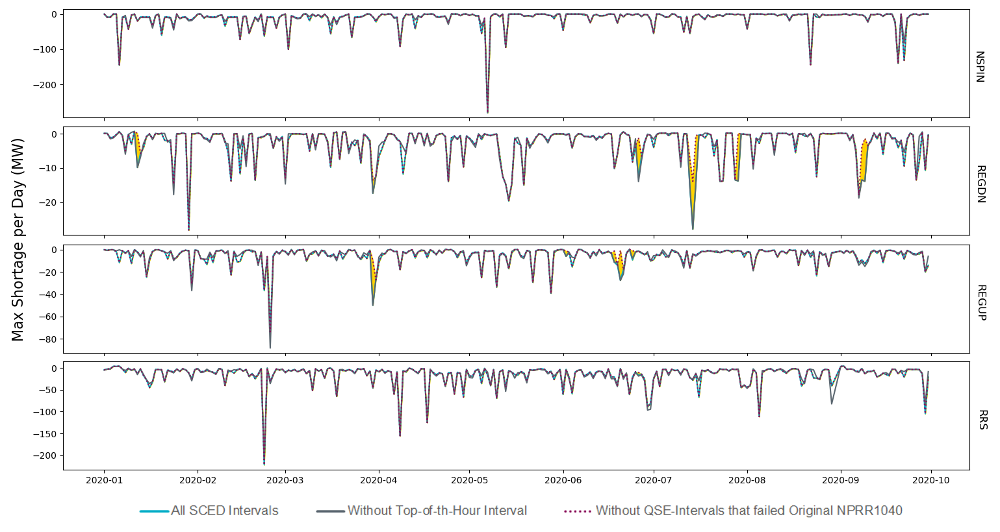 0
−100
−200
NSPIN
0
−10
−20
REGDN
0
−20
−40
−60
−80
REGUP
0
−50
−100
−150
−200
RRS
Max Shortage per Day (MW)
2020-01 2020-02 2020-03 2020-04 2020-05 2020-06 2020-07 2020-08 2020-09 2020-10
All SCED Intervals Without Top-of-th-Hour Interval Without QSE-Intervals that failed Original NPRR1040